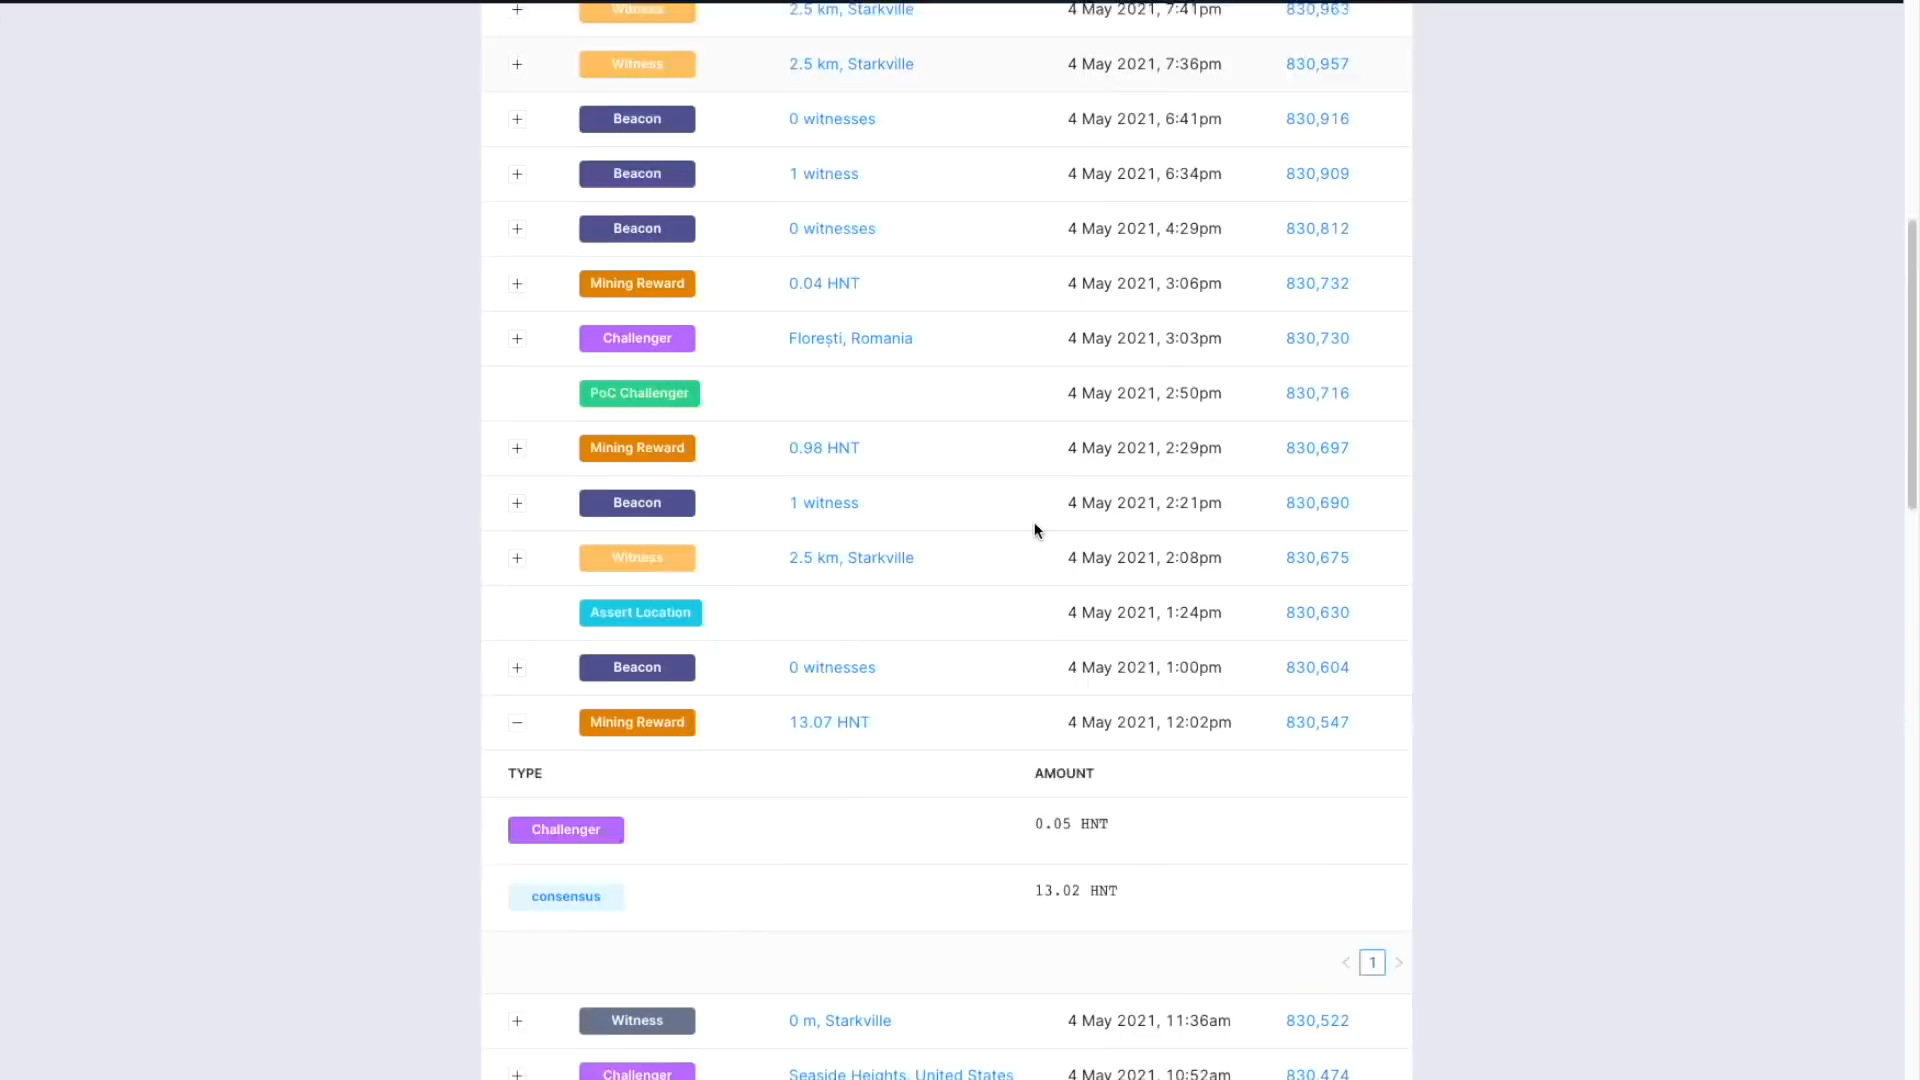 + Witness 2.5 km, Starkville 4 May 2021, 7:41pm 830,963
+ Witness 2.5 km, Starkville 4 May 2021, 7:36pm 830,957
+ Beacon 0 witnesses 4 May 2021, 6:41pm 830,916
+ Beacon 1 witness 4 May 2021, 6:34pm 830,909
+ Beacon 0 witnesses 4 May 2021, 4:29pm 830,812
+ Mining Reward 0.04 HNT 4 May 2021, 3:06pm 830,732
+ Challenger Florești, Romania 4 May 2021, 3:03pm 830,730
PoC Challenger 4 May 2021, 2:50pm 830,716
+ Mining Reward 0.98 HNT 4 May 2021, 2:29pm 830,697
+ Beacon 1 witness 4 May 2021, 2:21pm 830,690
+ Witness 2.5 km, Starkville 4 May 2021, 2:08pm 830,675
Assert Location 4 May 2021, 1:24pm 830,630
+ Beacon 0 witnesses 4 May 2021, 1:00pm 830,604
− Mining Reward 13.07 HNT 4 May 2021, 12:02pm 830,547
TYPE AMOUNT
Challenger 0.05 HNT
consensus 13.02 HNT
< 1 >
+ Witness 0 m, Starkville 4 May 2021, 11:36am 830,522
+ Challenger Seaside Heights, United States 4 May 2021, 10:52am 830,474